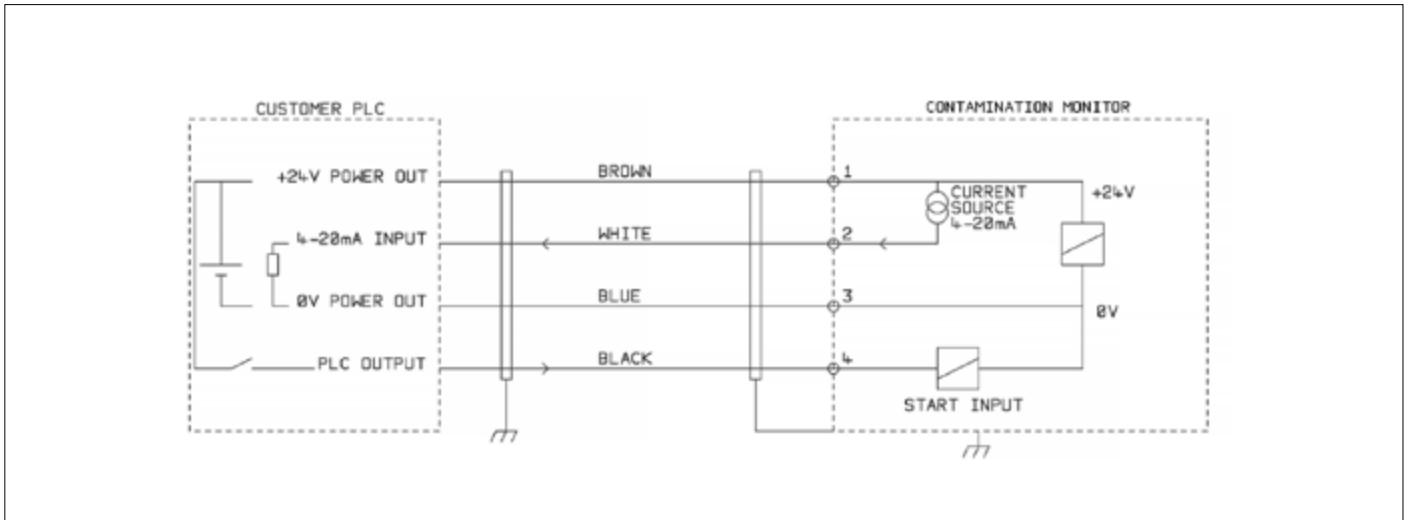 CUSTOMER PLC
CONTAMINATION MONITOR
+24V POWER OUT
BROWN
1
CURRENT
SOURCE
4-20mA
+24V
4-20mA INPUT
WHITE
2
0V POWER OUT
BLUE
3
0V
PLC OUTPUT
BLACK
4
START INPUT